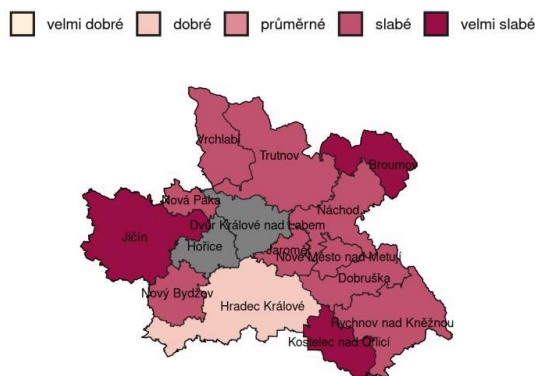 velmi dobré dobré průměrné slabé velmi slabé
Vrchlabí
Trutnov
Broumov
Nová Paka
Náchod
Dvůr Králové nad Labem
Jičín
Hořice
Jaroměř
Nové Město nad Metují
Dobruška
Nový Bydžov
Hradec Králové
Rychnov nad Kněžnou
Kostelec nad Orlicí